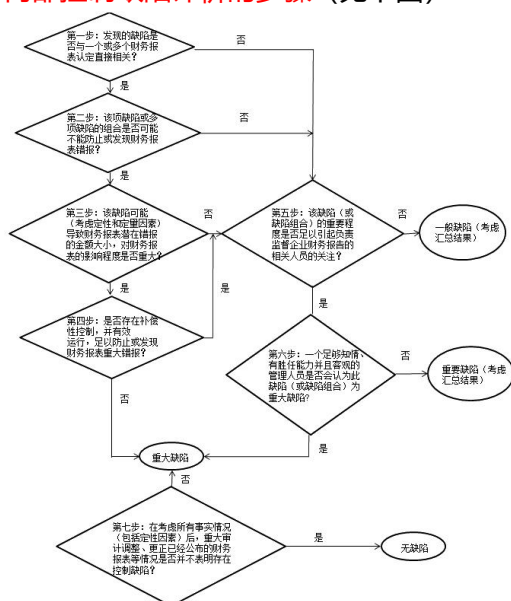 第一步：发现的缺陷是
否与一个或多个财务报
表认定直接相关？
否
是
第二步：该项缺陷或多
项缺陷的组合是否可能
不能防止或发现财务报
表错报？
否
是
第三步：该缺陷可能
（考虑定性和定量因素）
导致财务报表潜在错报
的金额大小，对财务报
表的影响程度是否重大？
否
第五步：该缺陷（或
缺陷组合）的重要程
度是否足以引起负责
监督企业财务报告的
相关人员的关注？
否
一般缺陷（考虑
汇总结果）
是
是
是
第四步：是否存在补偿
性控制，并有效
运行，足以防止或发现
财务报表重大错报？
第六步：一个足够知情、
有胜任能力并且客观的
管理人员是否会认为此
缺陷（或缺陷组合）为
重大缺陷？
否
重要缺陷（考虑
汇总结果）
否
是
重大缺陷
否
第七步：在考虑所有事实情况
（包括定性因素）后，重大审
计调整、更正已经公布的财务
报表等情况是否并不表明存在
控制缺陷？
是
无缺陷